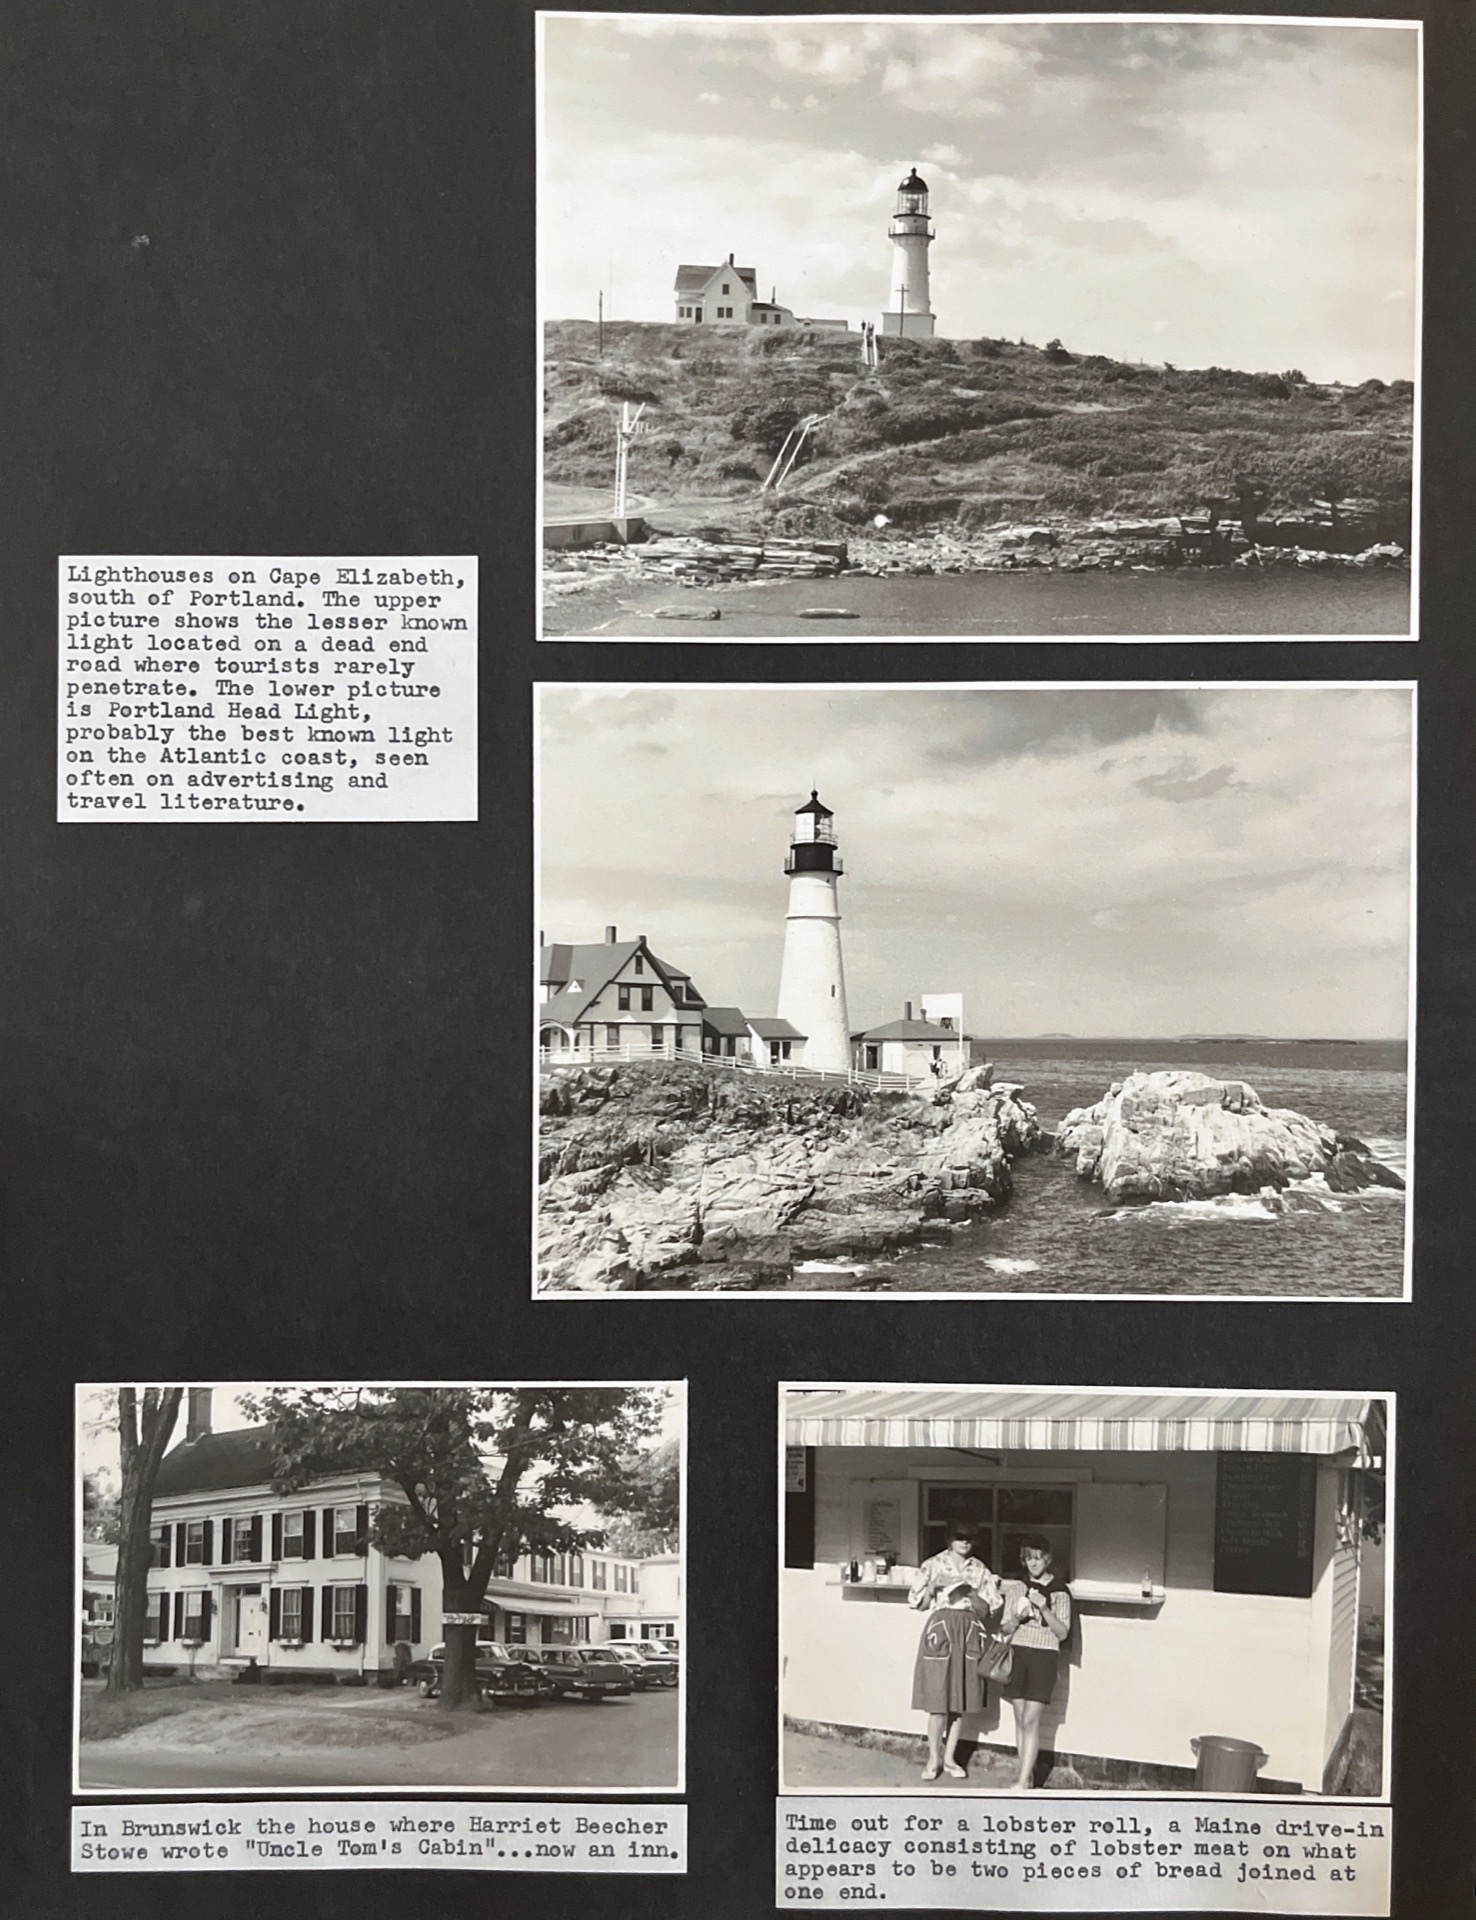 Lighthouses on Cape Elizabeth,
south of Portland. The upper
picture shows the lesser known
light located on a dead end
road where tourists rarely
penetrate. The lower picture
is Portland Head Light,
probably the best known light
on the Atlantic coast, seen
often on advertising and
travel literature.
In Brunswick the house where Harriet Beecher
Stowe wrote "Uncle Tom's Cabin"...now an inn.
Time out for a lobster roll, a Maine drive-in
delicacy consisting of lobster meat on what
appears to be two pieces of bread joined at
one end.